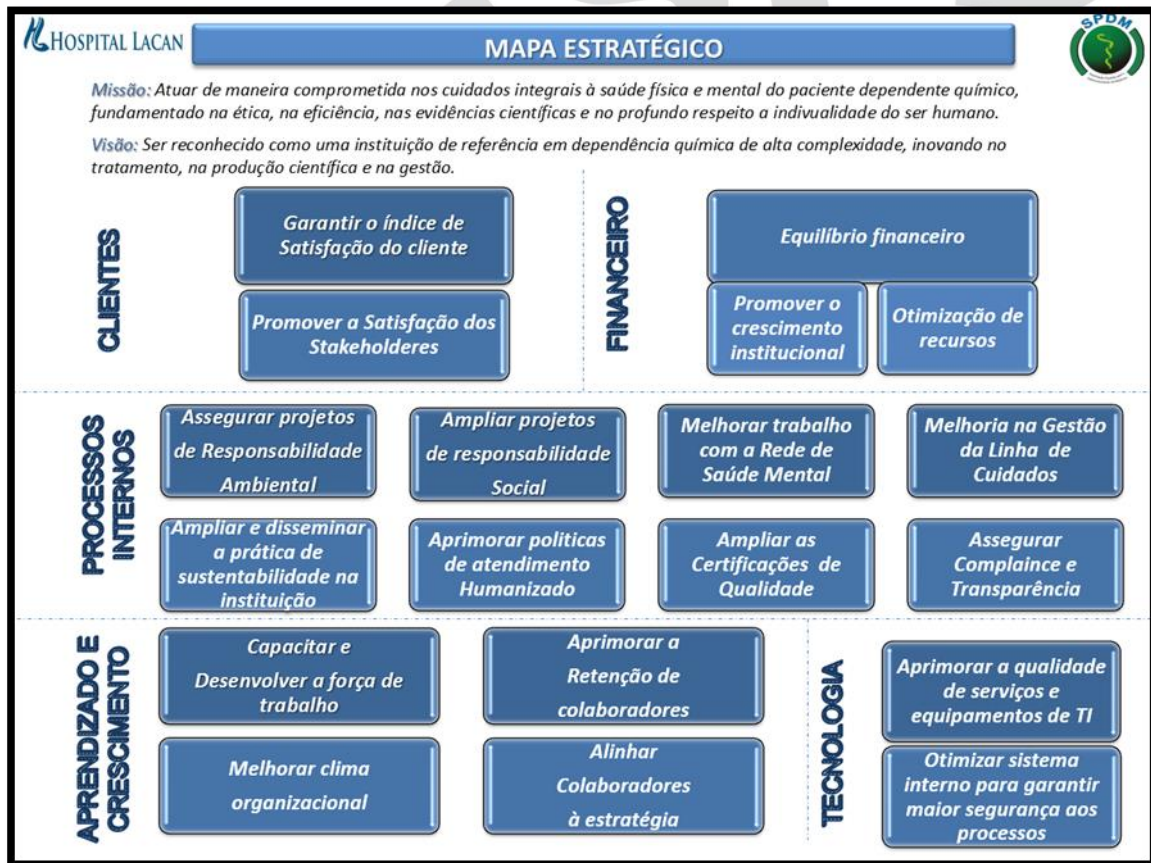 HOSPITAL LACAN
MAPA ESTRATÉGICO
SPDM
Missão: Atuar de maneira comprometida nos cuidados integrais à saúde física e mental do paciente dependente químico,
fundamentado na ética, na eficiência, nas evidências científicas e no profundo respeito a indivualidade do ser humano.
Visão: Ser reconhecido como uma instituição de referência em dependência química de alta complexidade, inovando no
tratamento, na produção científica e na gestão.
CLIENTES
Garantir o índice de
Satisfação do cliente
Promover a Satisfação dos
Stakeholderes
FINANCEIRO
Equilíbrio financeiro
Promover o
crescimento
institucional
Otimização de
recursos
PROCESSOS
INTERNOS
Assegurar projetos
de Responsabilidade
Ambiental
Ampliar projetos
de responsabilidade
Social
Melhorar trabalho
com a Rede de
Saúde Mental
Melhoria na Gestão
da Linha de
Cuidados
Ampliar e disseminar
a prática de
sustentabilidade na
instituição
Aprimorar politicas
de atendimento
Humanizado
Ampliar as
Certificações de
Qualidade
Assegurar
Complaince e
Transparência
APRENDIZADO E
CRESCIMENTO
Capacitar e
Desenvolver a força de
trabalho
Aprimorar a
Retenção de
colaboradores
Melhorar clima
organizacional
Alinhar
Colaboradores
à estratégia
TECNOLOGIA
Aprimorar a qualidade
de serviços e
equipamentos de TI
Otimizar sistema
interno para garantir
maior segurança aos
processos